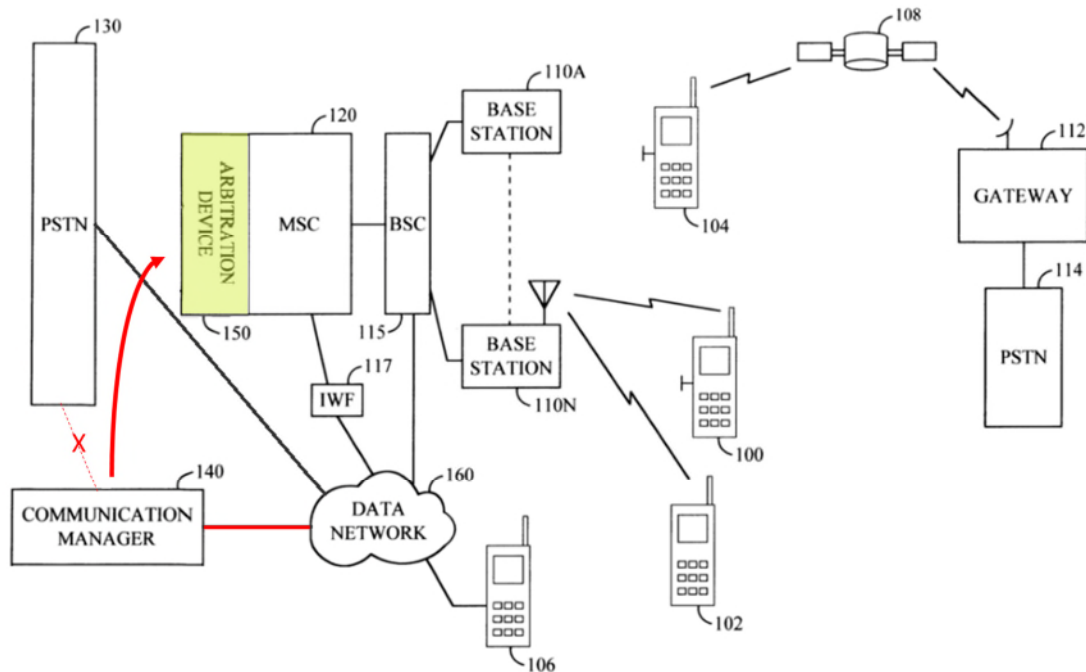 130
108
110A
BASE
STATION
120
112
ARBITRATION
DEVICE
MSC
BSC
PSTN
GATEWAY
104
114
150
115
BASE
STATION
117
IWF
110N
PSTN
X
100
140
160
COMMUNICATION
MANAGER
DATA
NETWORK
102
106